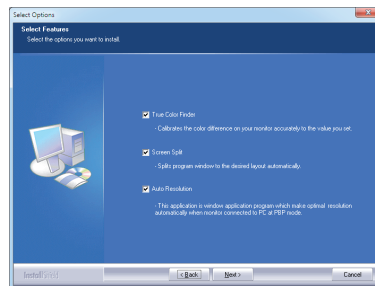 Select Options
Select Features
Select the options you want to install.
True Color Finder
- Calibrates the color difference on your monitor accurately to the value you set.
Screen Split
- Splits program window to the desired layout automatically.
Auto Resolution
- This application is window application program which make optimal resolution
automatically when monitor connected to PC at PBP mode.
InstallShield
< Back Next > Cancel